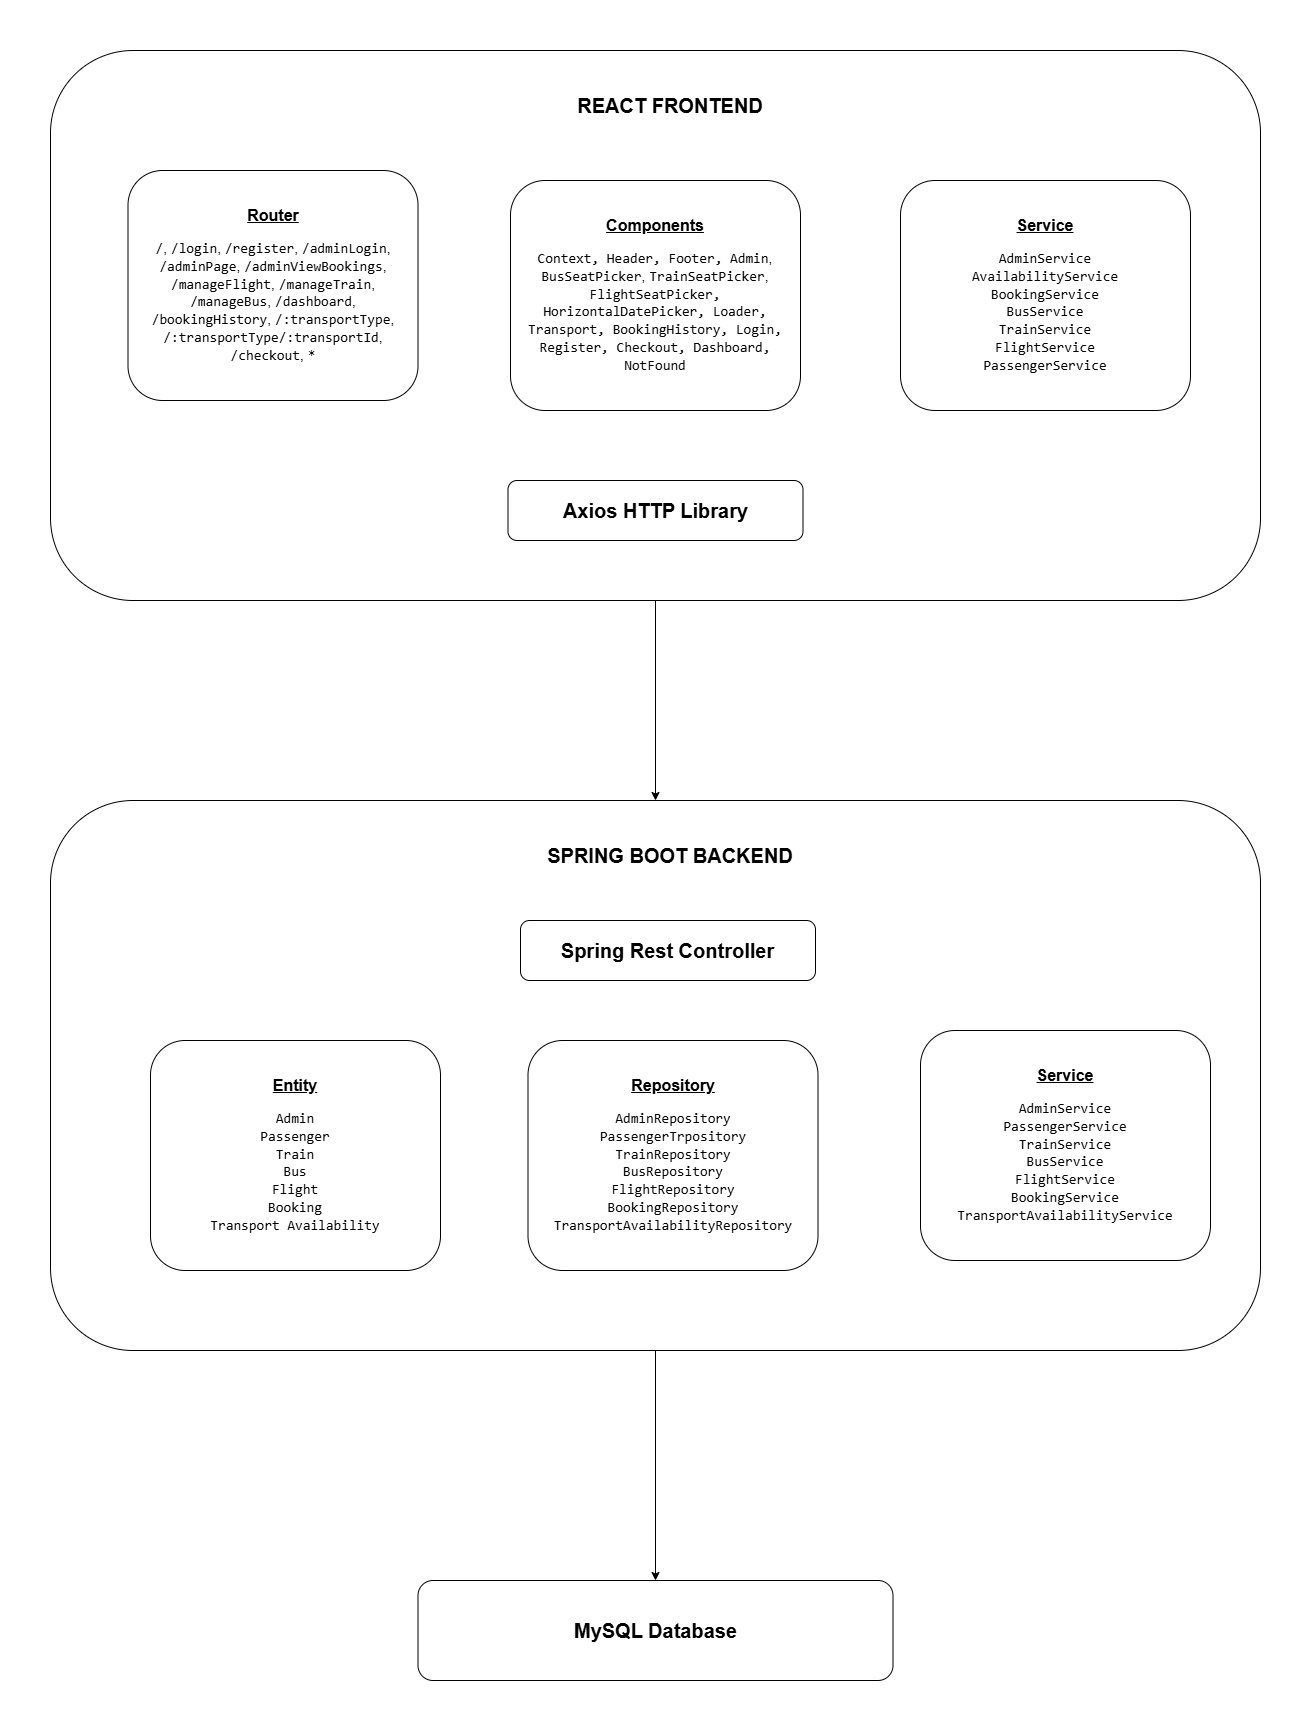 REACT FRONTEND
Router
/, /login, /register, /adminLogin,
/adminPage, /adminViewBookings,
/manageFlight, /manageTrain,
/manageBus, /dashboard,
/bookingHistory, /:transportType,
/:transportType/:transportId,
/checkout, *
Components
Context, Header, Footer, Admin,
BusSeatPicker, TrainSeatPicker,
FlightSeatPicker,
HorizontalDatePicker, Loader,
Transport, BookingHistory, Login,
Register, Checkout, Dashboard,
NotFound
Service
AdminService
AvailabilityService
BookingService
BusService
TrainService
FlightService
PassengerService
Axios HTTP Library
SPRING BOOT BACKEND
Spring Rest Controller
Entity
Admin
Passenger
Train
Bus
Flight
Booking
Transport Availability
Repository
AdminRepository
PassengerTrpository
TrainRepository
BusRepository
FlightRepository
BookingRepository
TransportAvailabilityRepository
Service
AdminService
PassengerService
TrainService
BusService
FlightService
BookingService
TransportAvailabilityService
MySQL Database